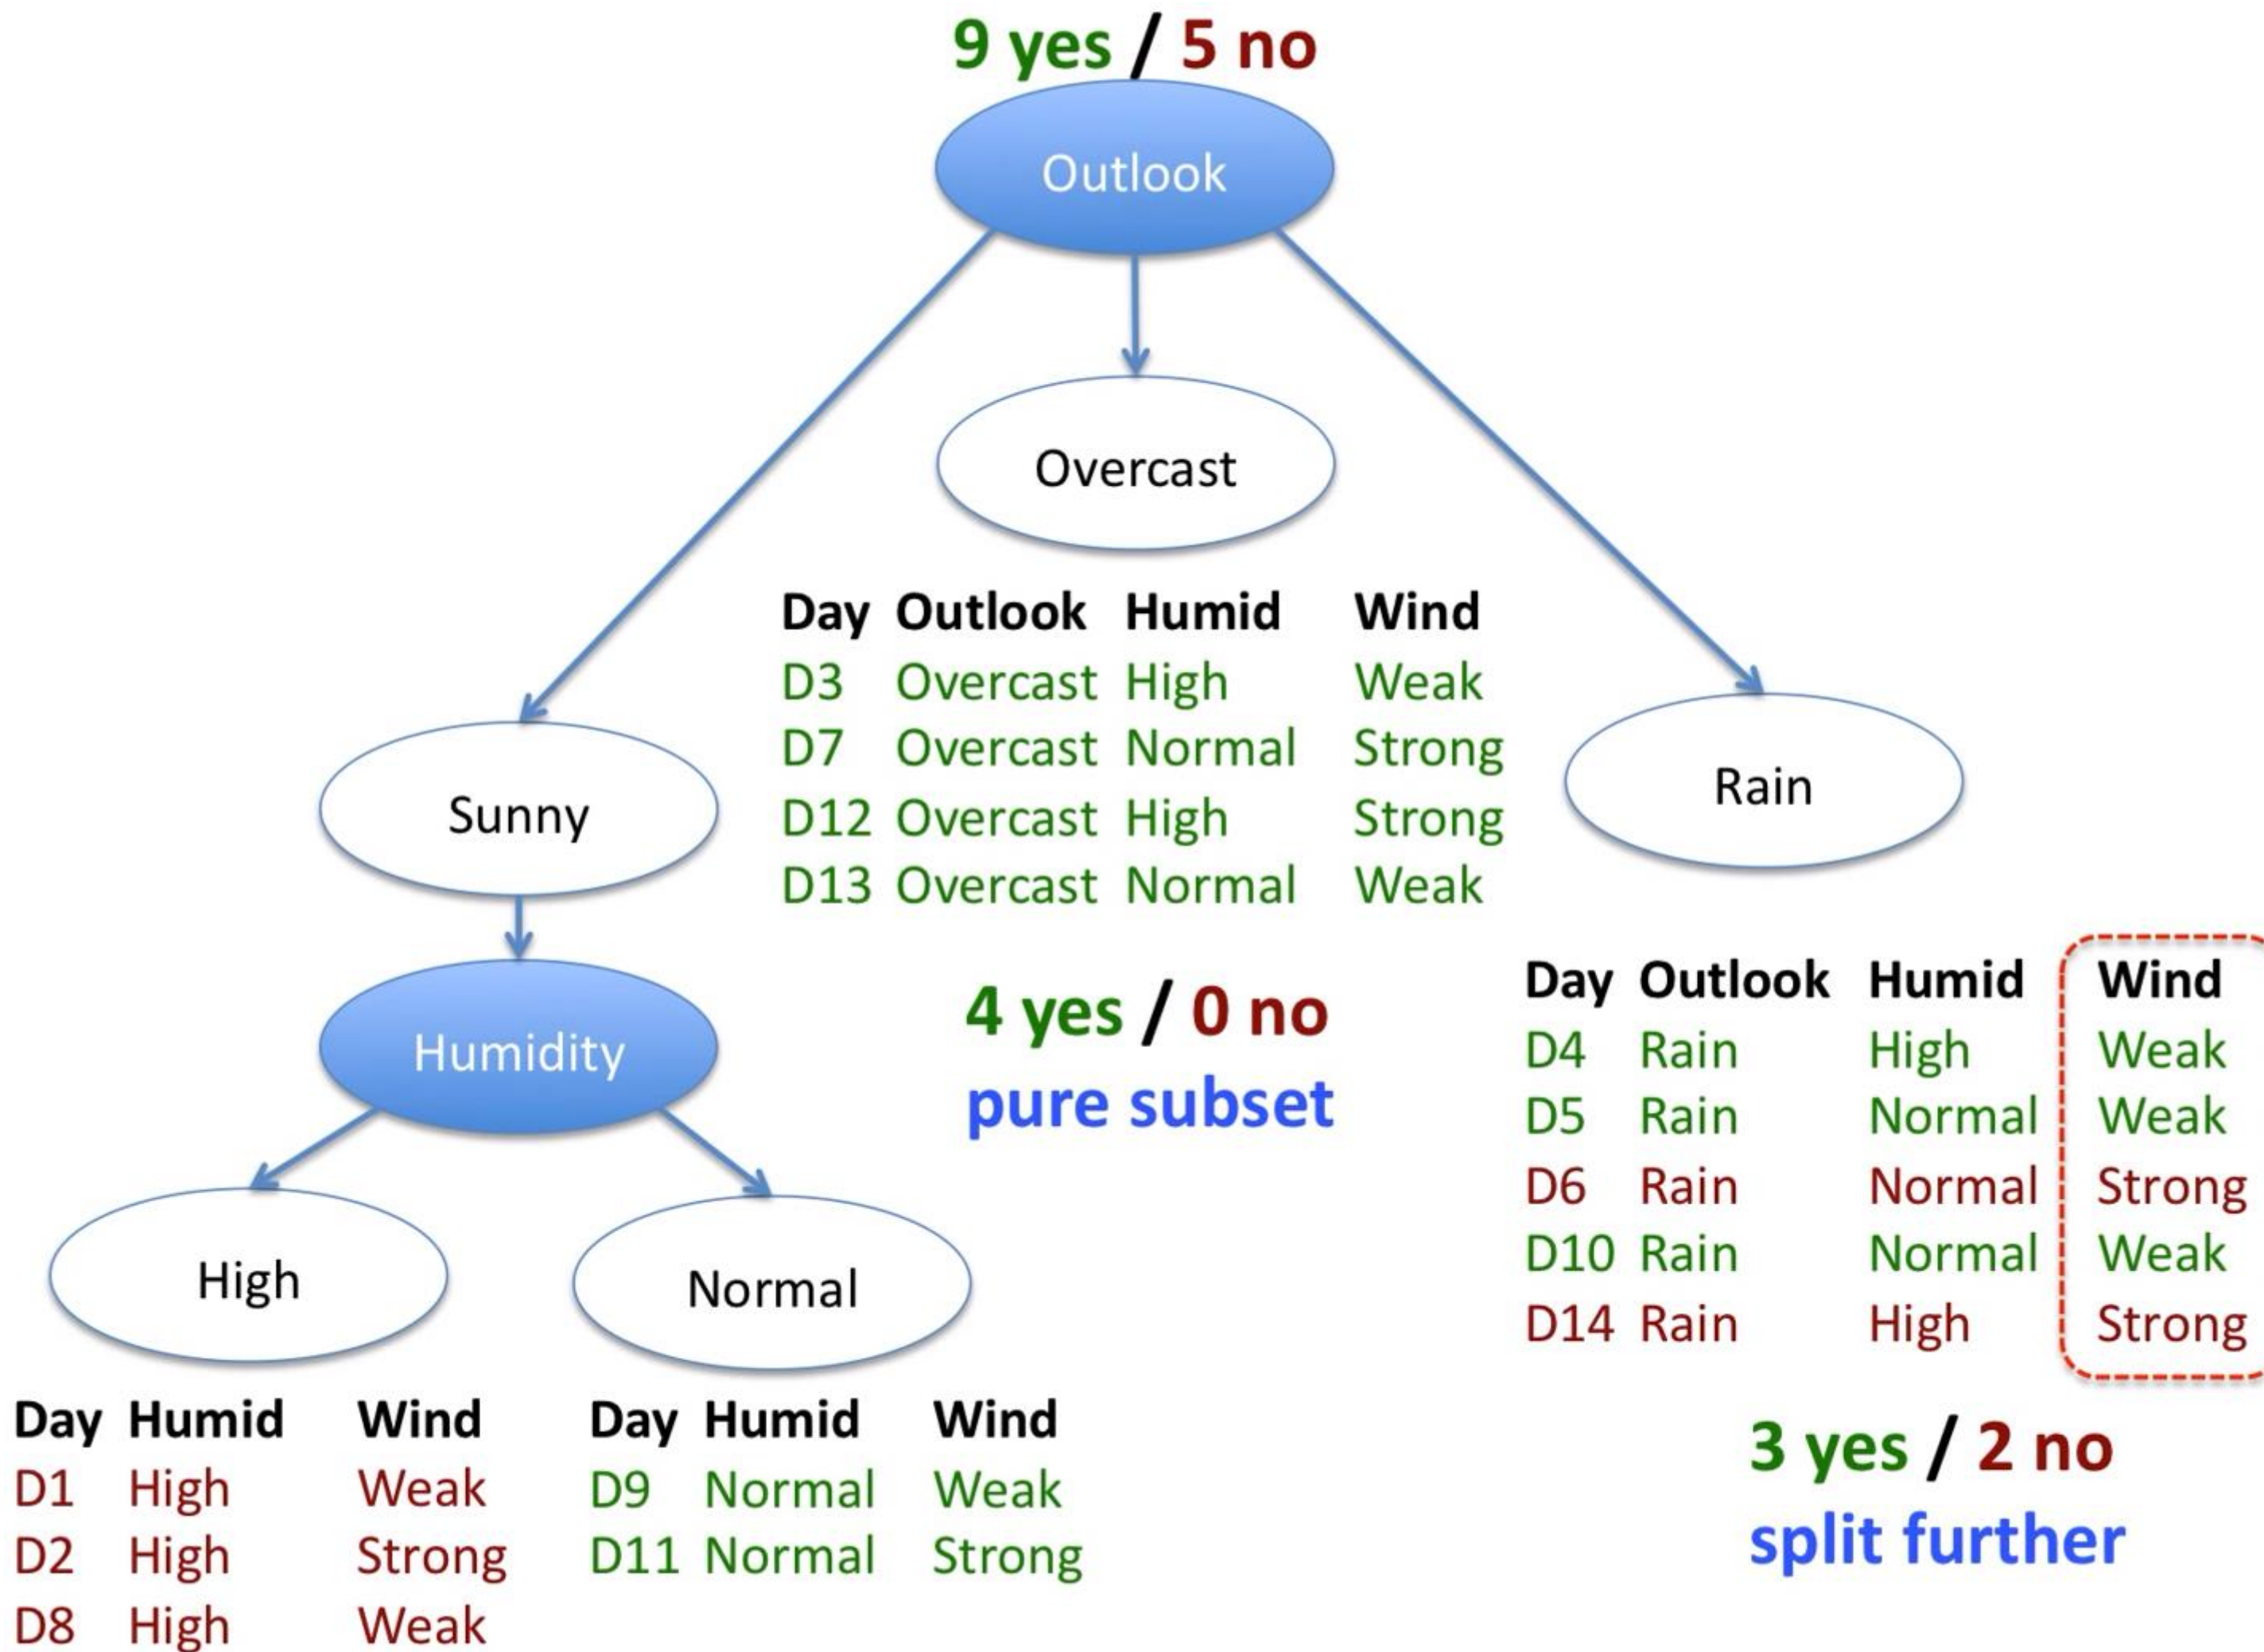 9 yes / 5 no
Outlook
Overcast
Day Outlook Humid Wind
D3 Overcast High Weak
D7 Overcast Normal Strong
D12 Overcast High Strong
D13 Overcast Normal Weak
4 yes / 0 no
pure subset
Sunny
Humidity
High
Day Humid Wind
D1 High Weak
D2 High Strong
D8 High Weak
Normal
Day Humid Wind
D9 Normal Weak
D11 Normal Strong
Rain
Day Outlook Humid Wind
D4 Rain High Weak
D5 Rain Normal Weak
D6 Rain Normal Strong
D10 Rain Normal Weak
D14 Rain High Strong
3 yes / 2 no
split further